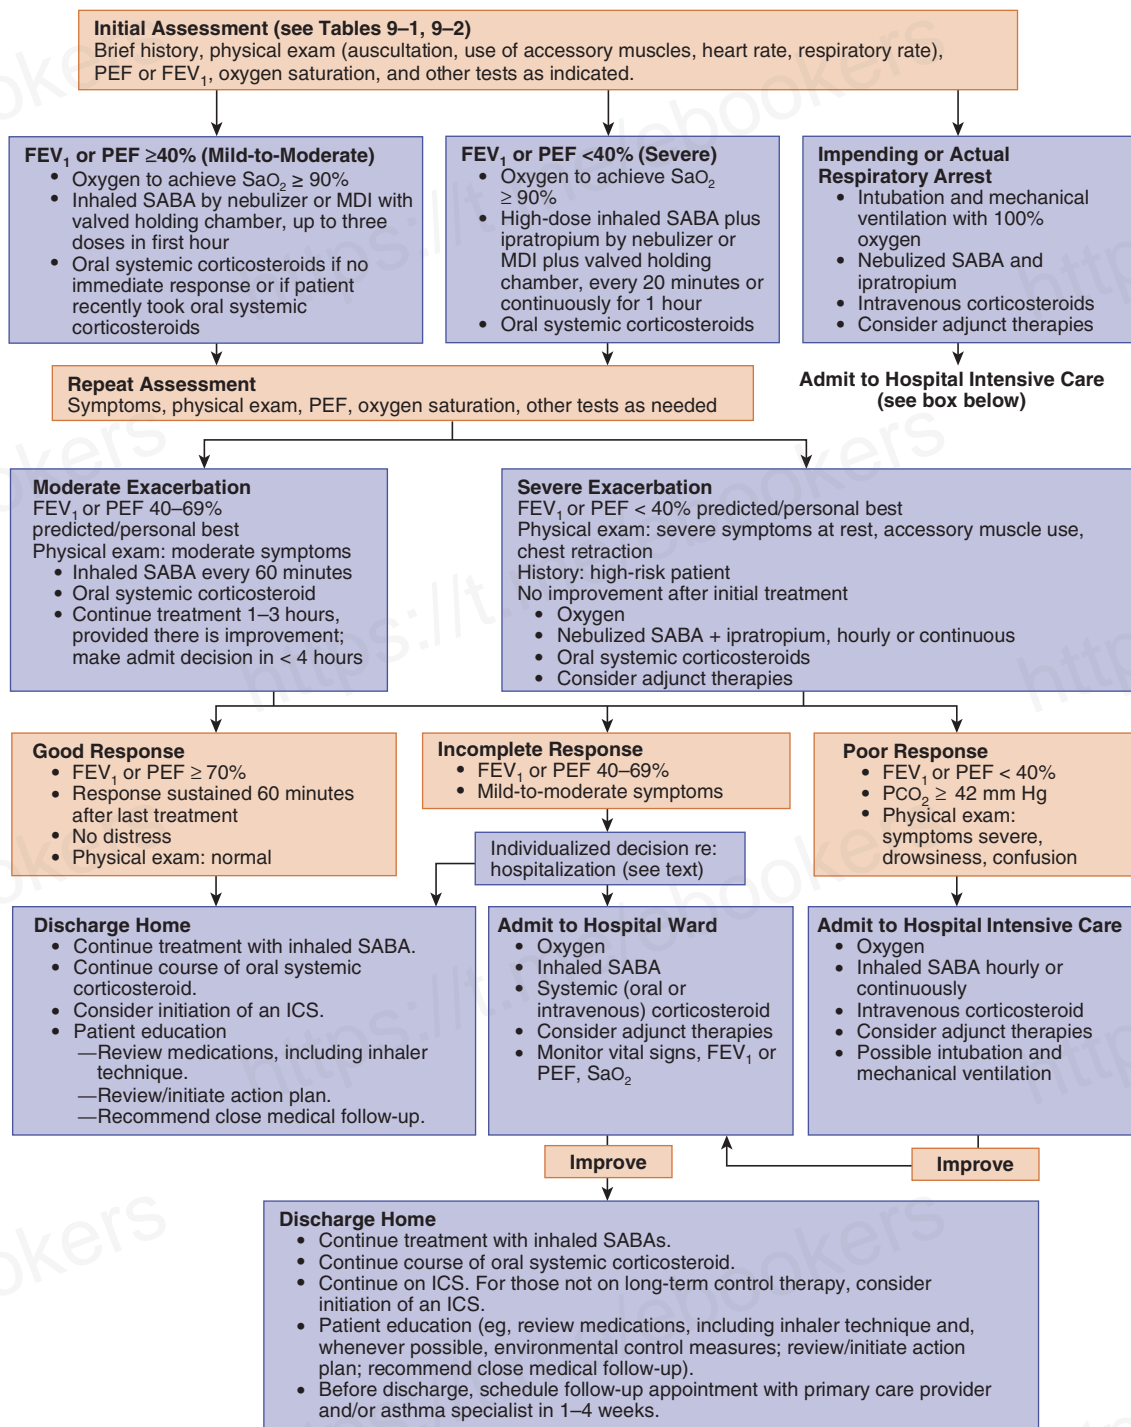 Initial Assessment (see Tables 9–1, 9–2)
Brief history, physical exam (auscultation, use of accessory muscles, heart rate, respiratory rate),
PEF or FEV1, oxygen saturation, and other tests as indicated.
FEV1 or PEF ≥40% (Mild-to-Moderate)
• Oxygen to achieve SaO2 ≥ 90%
• Inhaled SABA by nebulizer or MDI with
valved holding chamber, up to three
doses in first hour
• Oral systemic corticosteroids if no
immediate response or if patient
recently took oral systemic
corticosteroids
FEV1 or PEF <40% (Severe)
• Oxygen to achieve SaO2
≥ 90%
• High-dose inhaled SABA plus
ipratropium by nebulizer or
MDI plus valved holding
chamber, every 20 minutes or
continuously for 1 hour
• Oral systemic corticosteroids
Impending or Actual
Respiratory Arrest
• Intubation and mechanical
ventilation with 100%
oxygen
• Nebulized SABA and
ipratropium
• Intravenous corticosteroids
• Consider adjunct therapies
Admit to Hospital Intensive Care
(see box below)
Repeat Assessment
Symptoms, physical exam, PEF, oxygen saturation, other tests as needed
Moderate Exacerbation
FEV1 or PEF 40–69%
predicted/personal best
Physical exam: moderate symptoms
• Inhaled SABA every 60 minutes
• Oral systemic corticosteroid
• Continue treatment 1–3 hours,
provided there is improvement;
make admit decision in < 4 hours
Severe Exacerbation
FEV1 or PEF < 40% predicted/personal best
Physical exam: severe symptoms at rest, accessory muscle use,
chest retraction
History: high-risk patient
No improvement after initial treatment
• Oxygen
• Nebulized SABA + ipratropium, hourly or continuous
• Oral systemic corticosteroids
• Consider adjunct therapies
Good Response
• FEV1 or PEF ≥ 70%
• Response sustained 60 minutes
after last treatment
• No distress
• Physical exam: normal
Incomplete Response
• FEV1 or PEF 40–69%
• Mild-to-moderate symptoms
Poor Response
• FEV1 or PEF < 40%
• PCO2 ≥ 42 mm Hg
• Physical exam:
symptoms severe,
drowsiness, confusion
Individualized decision re:
hospitalization (see text)
Discharge Home
• Continue treatment with inhaled SABA.
• Continue course of oral systemic
corticosteroid.
• Consider initiation of an ICS.
• Patient education
—Review medications, including inhaler
technique.
—Review/initiate action plan.
—Recommend close medical follow-up.
Admit to Hospital Ward
• Oxygen
• Inhaled SABA
• Systemic (oral or
intravenous) corticosteroid
• Consider adjunct therapies
• Monitor vital signs, FEV1 or
PEF, SaO2
Admit to Hospital Intensive Care
• Oxygen
• Inhaled SABA hourly or
continuously
• Intravenous corticosteroid
• Consider adjunct therapies
• Possible intubation and
mechanical ventilation
Improve
Improve
Discharge Home
• Continue treatment with inhaled SABAs.
• Continue course of oral systemic corticosteroid.
• Continue on ICS. For those not on long-term control therapy, consider
initiation of an ICS.
• Patient education (eg, review medications, including inhaler technique and,
whenever possible, environmental control measures; review/initiate action
plan; recommend close medical follow-up).
• Before discharge, schedule follow-up appointment with primary care provider
and/or asthma specialist in 1–4 weeks.
https://t.me/ebookers